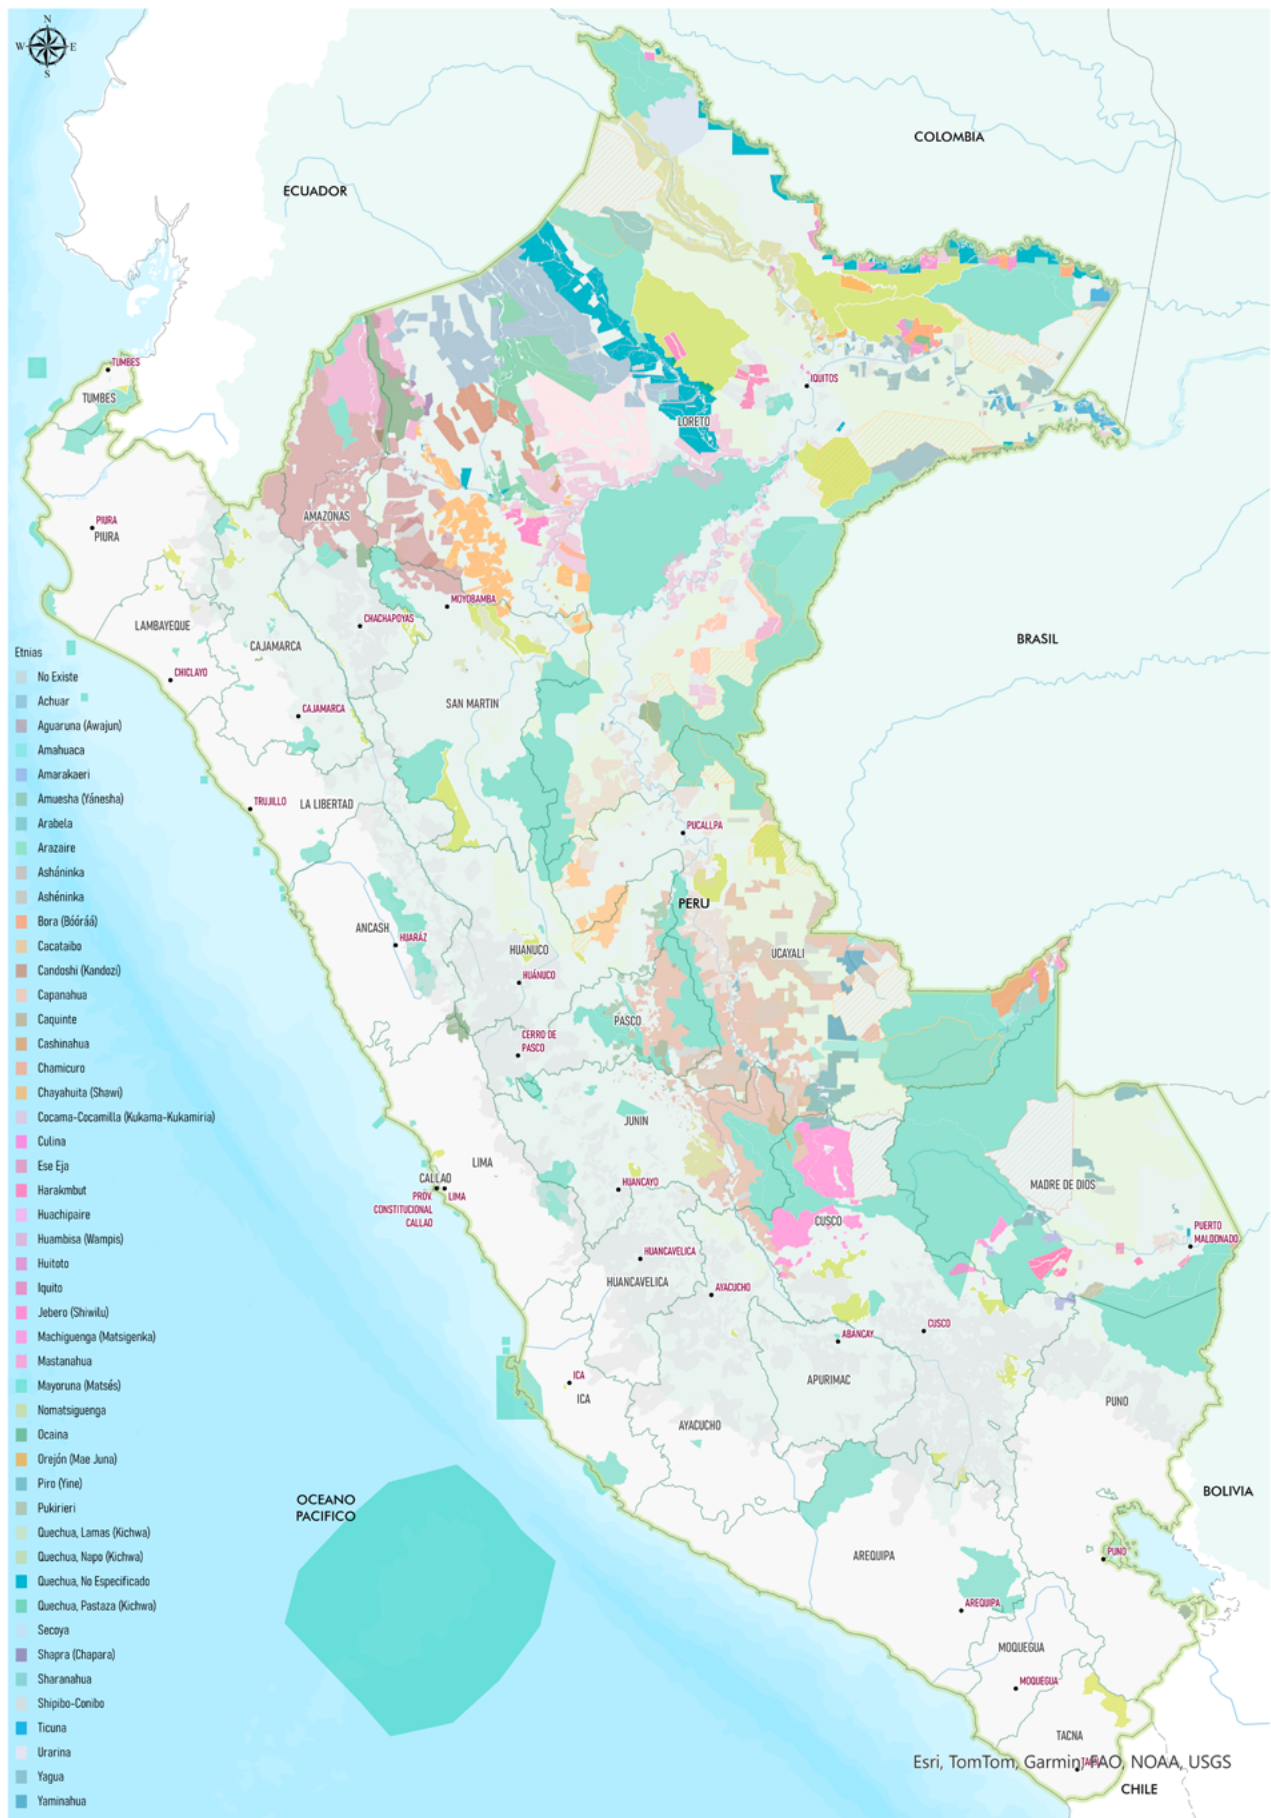 N
W
E
S
COLOMBIA
ECUADOR
TUMBES
TUMBES
IQUITOS
LORETO
AMAZONAS
PIURA
PIURA
MOYOBAMBA
CHACHAPOYAS
LAMBAYEQUE
BRASIL
CAJAMARCA
CHICLAYO
SAN MARTIN
CAJAMARCA
TRUJILLO
LA LIBERTAD
PUCALLPA
PERU
ANCASH
HUARÁZ
HUANUCO
UCAYALI
HUÁNUCO
PASCO
CERRO DE
PASCO
JUNIN
LIMA
CALLAO
PROV.
CONSTITUCIONAL
CALLAO
LIMA
HUANCAYO
MADRE DE DIOS
CUSCO
PUERTO
MALDONADO
HUANCAVELICA
HUANCAVELICA
AYACUCHO
ABANCAY
CUSCO
ICA
ICA
APURIMAC
PUNO
AYACUCHO
BOLIVIA
OCEANO
PACIFICO
AREQUIPA
PUNO
AREQUIPA
MOQUEGUA
MOQUEGUA
TACNA
Esri, TomTom, Garmin, FAO, NOAA, USGS
CHILE
Etnias
No Existe
Achuar
Aguaruna (Awajun)
Amahuaca
Amarakaeri
Amuesha (Yánesha)
Arabela
Arazaire
Asháninka
Ashéninka
Bora (Bóóráá)
Cacataibo
Candoshi (Kandozi)
Capanahua
Caquinte
Cashinahua
Chamicuro
Chayahuita (Shawi)
Cocama-Cocamilla (Kukama-Kukamiria)
Culina
Ese Eja
Harakmbut
Huachipaire
Huambisa (Wampis)
Huitoto
Iquito
Jebero (Shiwilu)
Machiguenga (Matsigenka)
Mastanahua
Mayoruna (Matsés)
Nomatsiguenga
Ocaina
Orejón (Mae Juna)
Piro (Yine)
Pukirieri
Quechua, Lamas (Kichwa)
Quechua, Napo (Kichwa)
Quechua, No Especificado
Quechua, Pastaza (Kichwa)
Secoya
Shapra (Chapara)
Sharanahua
Shipibo-Conibo
Ticuna
Urarina
Yagua
Yaminahua